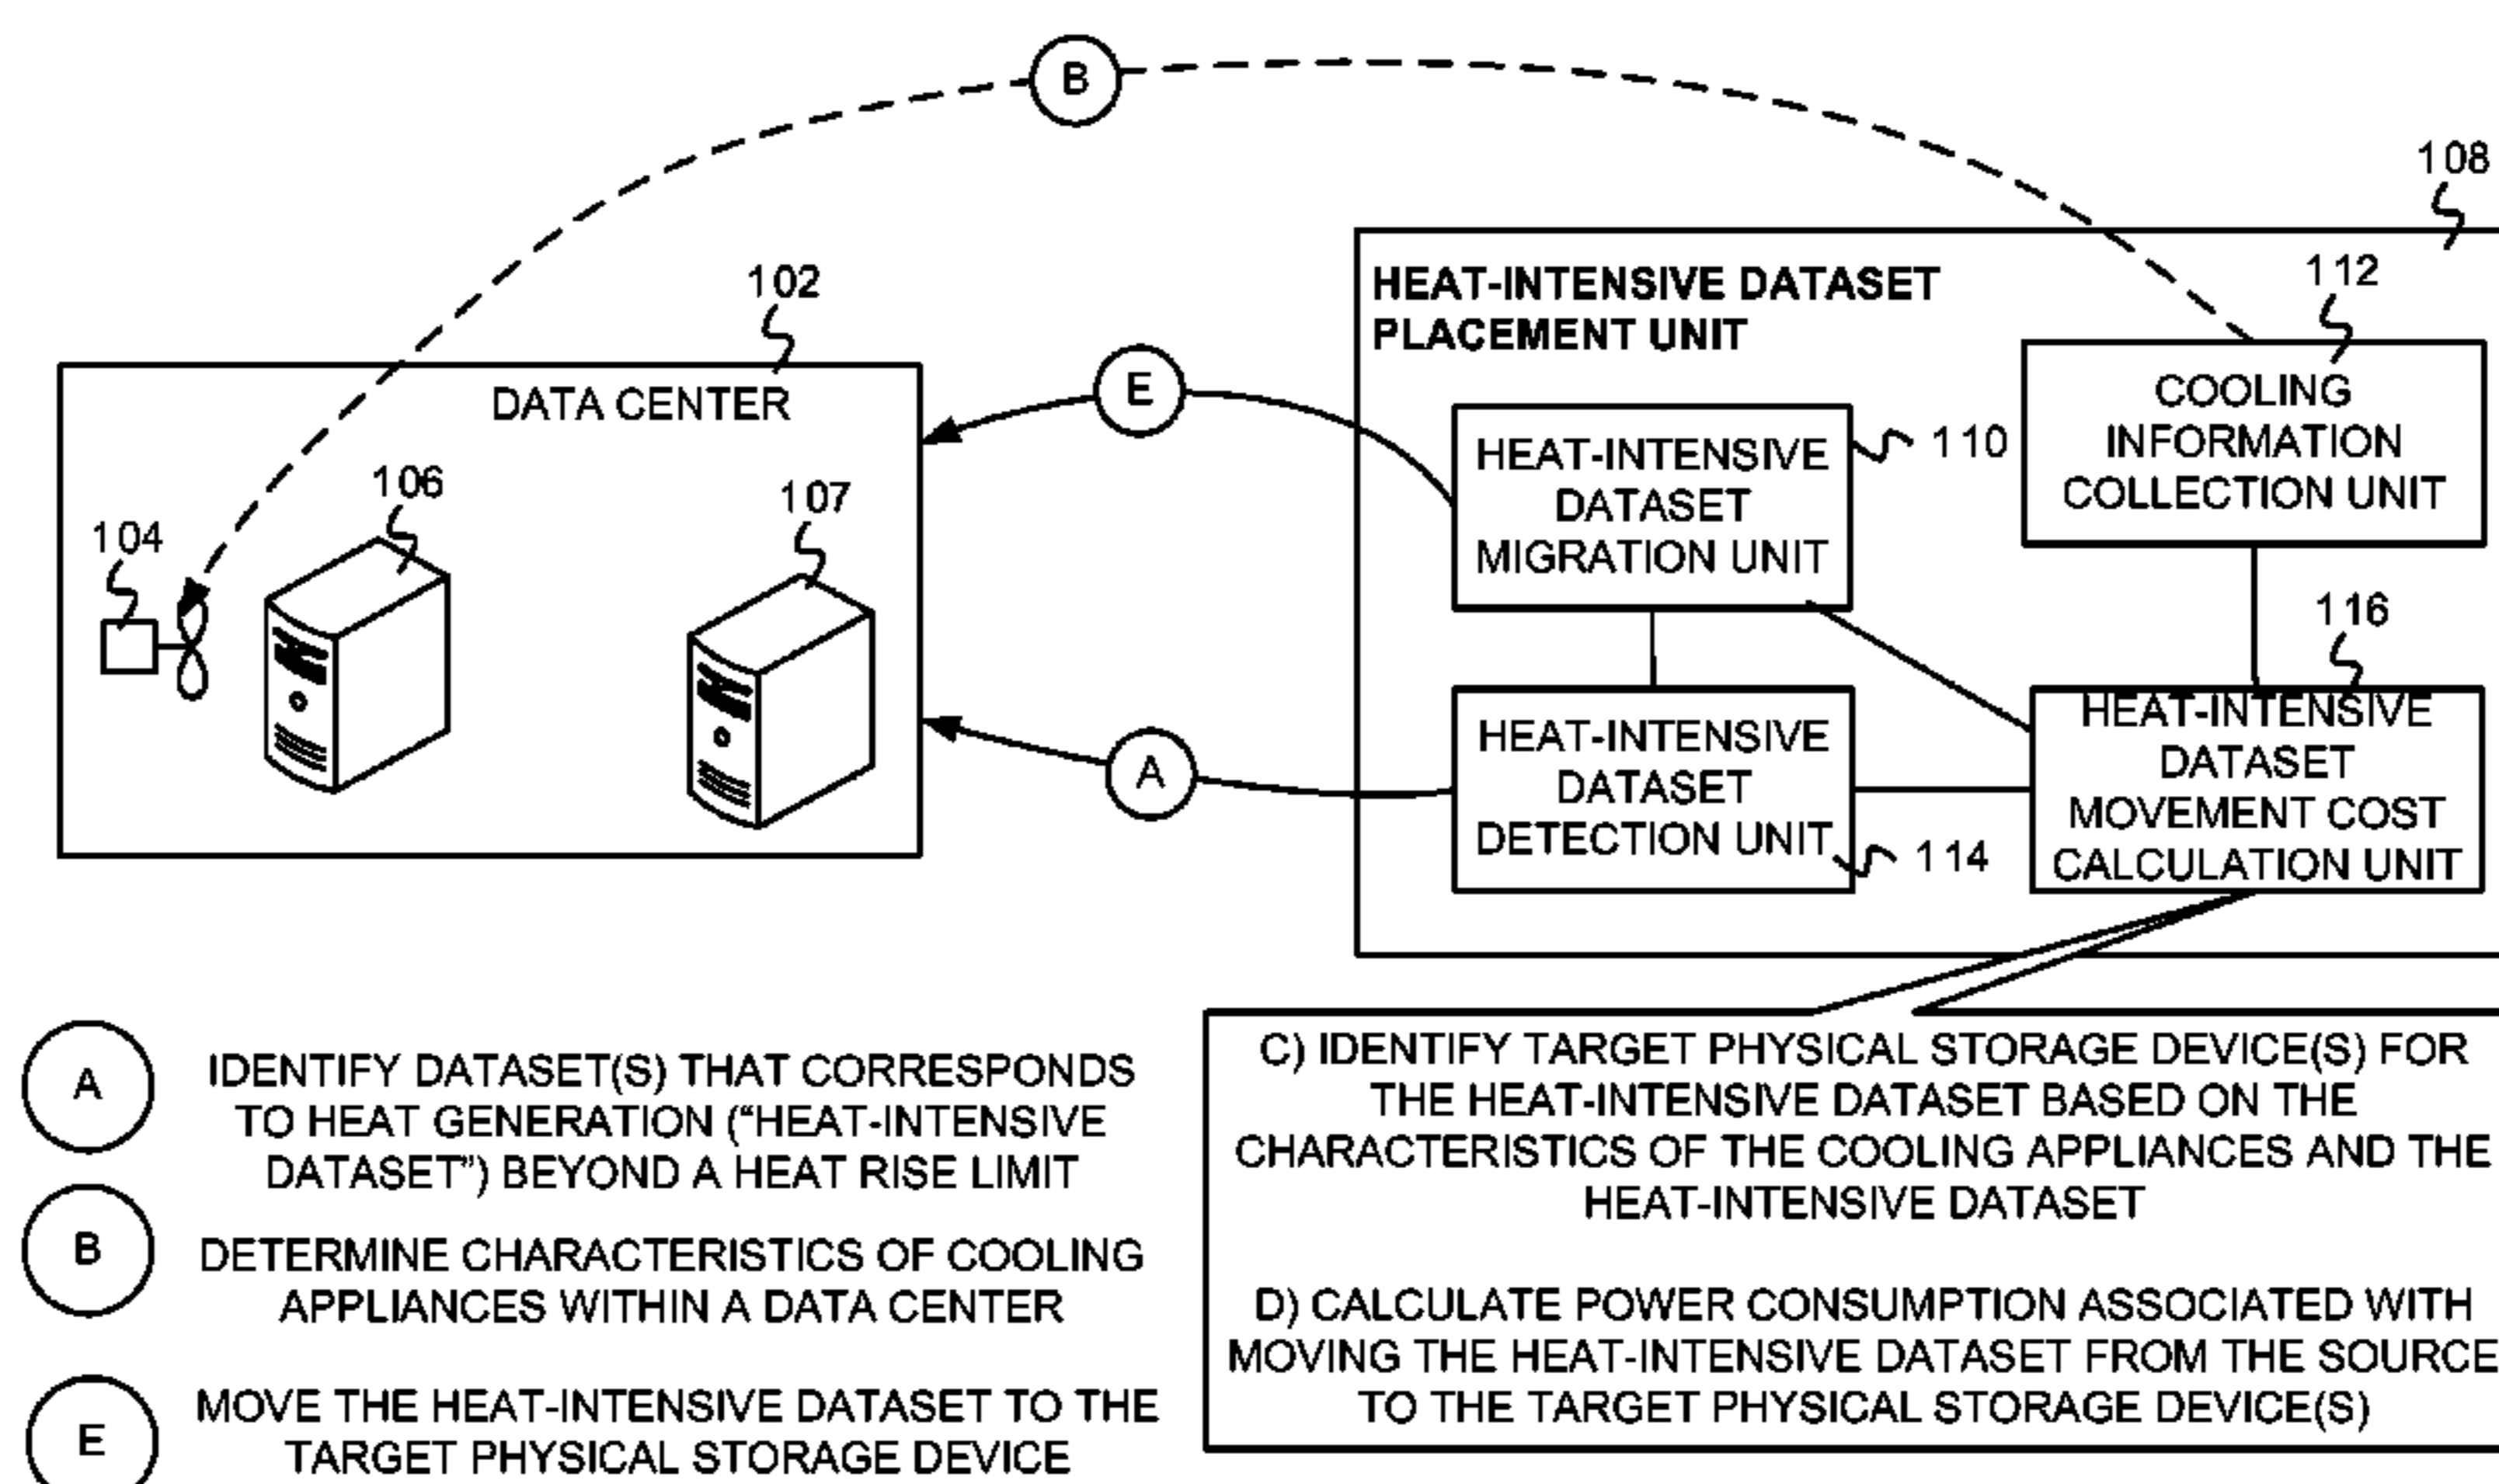 B
108
102
HEAT-INTENSIVE DATASET
PLACEMENT UNIT
112
E
DATA CENTER
COOLING
INFORMATION
COLLECTION UNIT
HEAT-INTENSIVE
DATASET
MIGRATION UNIT
110
106
107
104
116
A
HEAT-INTENSIVE
DATASET
DETECTION UNIT
114
HEAT-INTENSIVE
DATASET
MOVEMENT COST
CALCULATION UNIT
A
IDENTIFY DATASET(S) THAT CORRESPONDS
TO HEAT GENERATION (“HEAT-INTENSIVE
DATASET”) BEYOND A HEAT RISE LIMIT
B
DETERMINE CHARACTERISTICS OF COOLING
APPLIANCES WITHIN A DATA CENTER
E
MOVE THE HEAT-INTENSIVE DATASET TO THE
TARGET PHYSICAL STORAGE DEVICE
C) IDENTIFY TARGET PHYSICAL STORAGE DEVICE(S) FOR
THE HEAT-INTENSIVE DATASET BASED ON THE
CHARACTERISTICS OF THE COOLING APPLIANCES AND THE
HEAT-INTENSIVE DATASET
D) CALCULATE POWER CONSUMPTION ASSOCIATED WITH
MOVING THE HEAT-INTENSIVE DATASET FROM THE SOURCE
TO THE TARGET PHYSICAL STORAGE DEVICE(S)